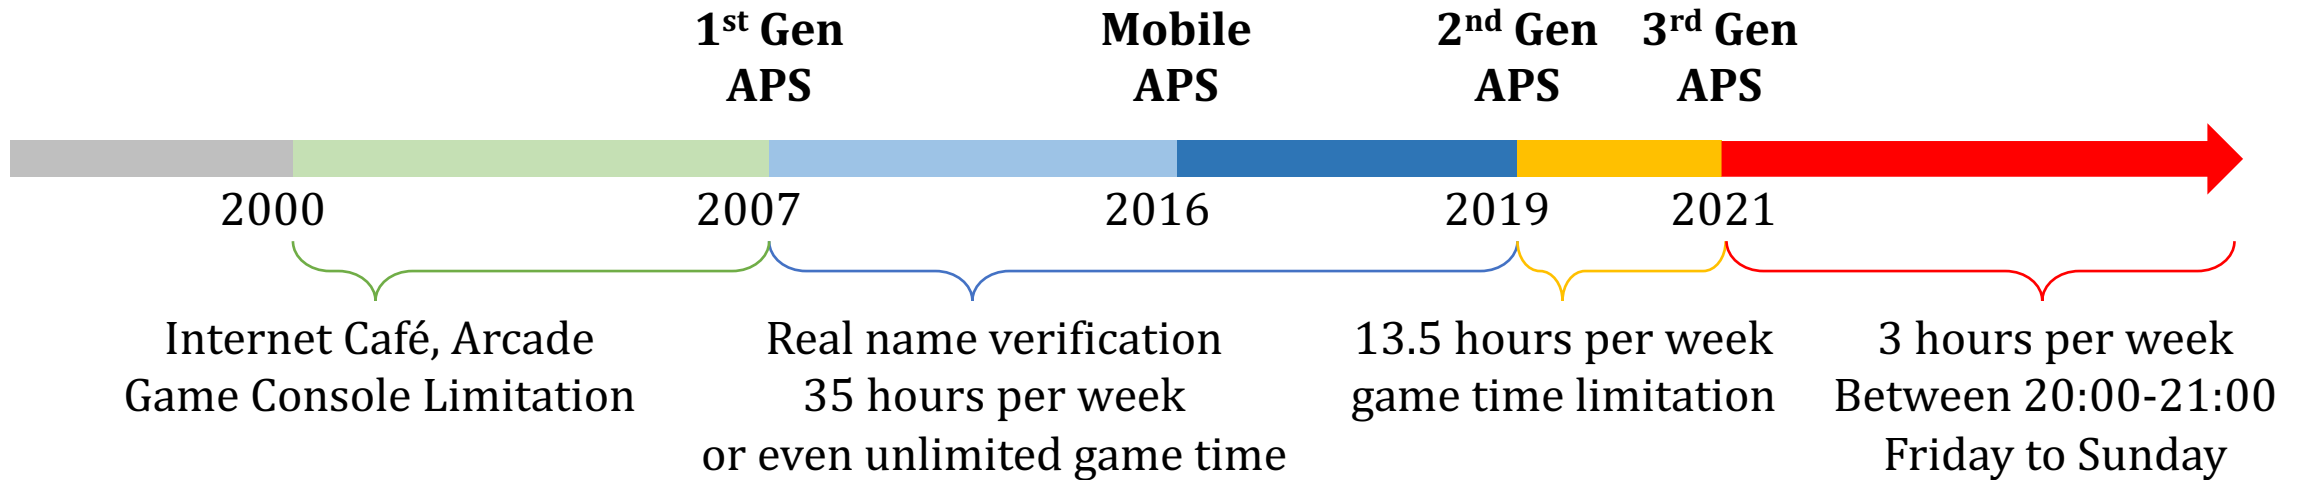 1st Gen
APS
Mobile
APS
2nd Gen
APS
3rd Gen
APS
2000
2007
2016
2019
2021
Internet Café, Arcade
Game Console Limitation
Real name verification
35 hours per week
or even unlimited game time
13.5 hours per week
game time limitation
3 hours per week
Between 20:00-21:00
Friday to Sunday